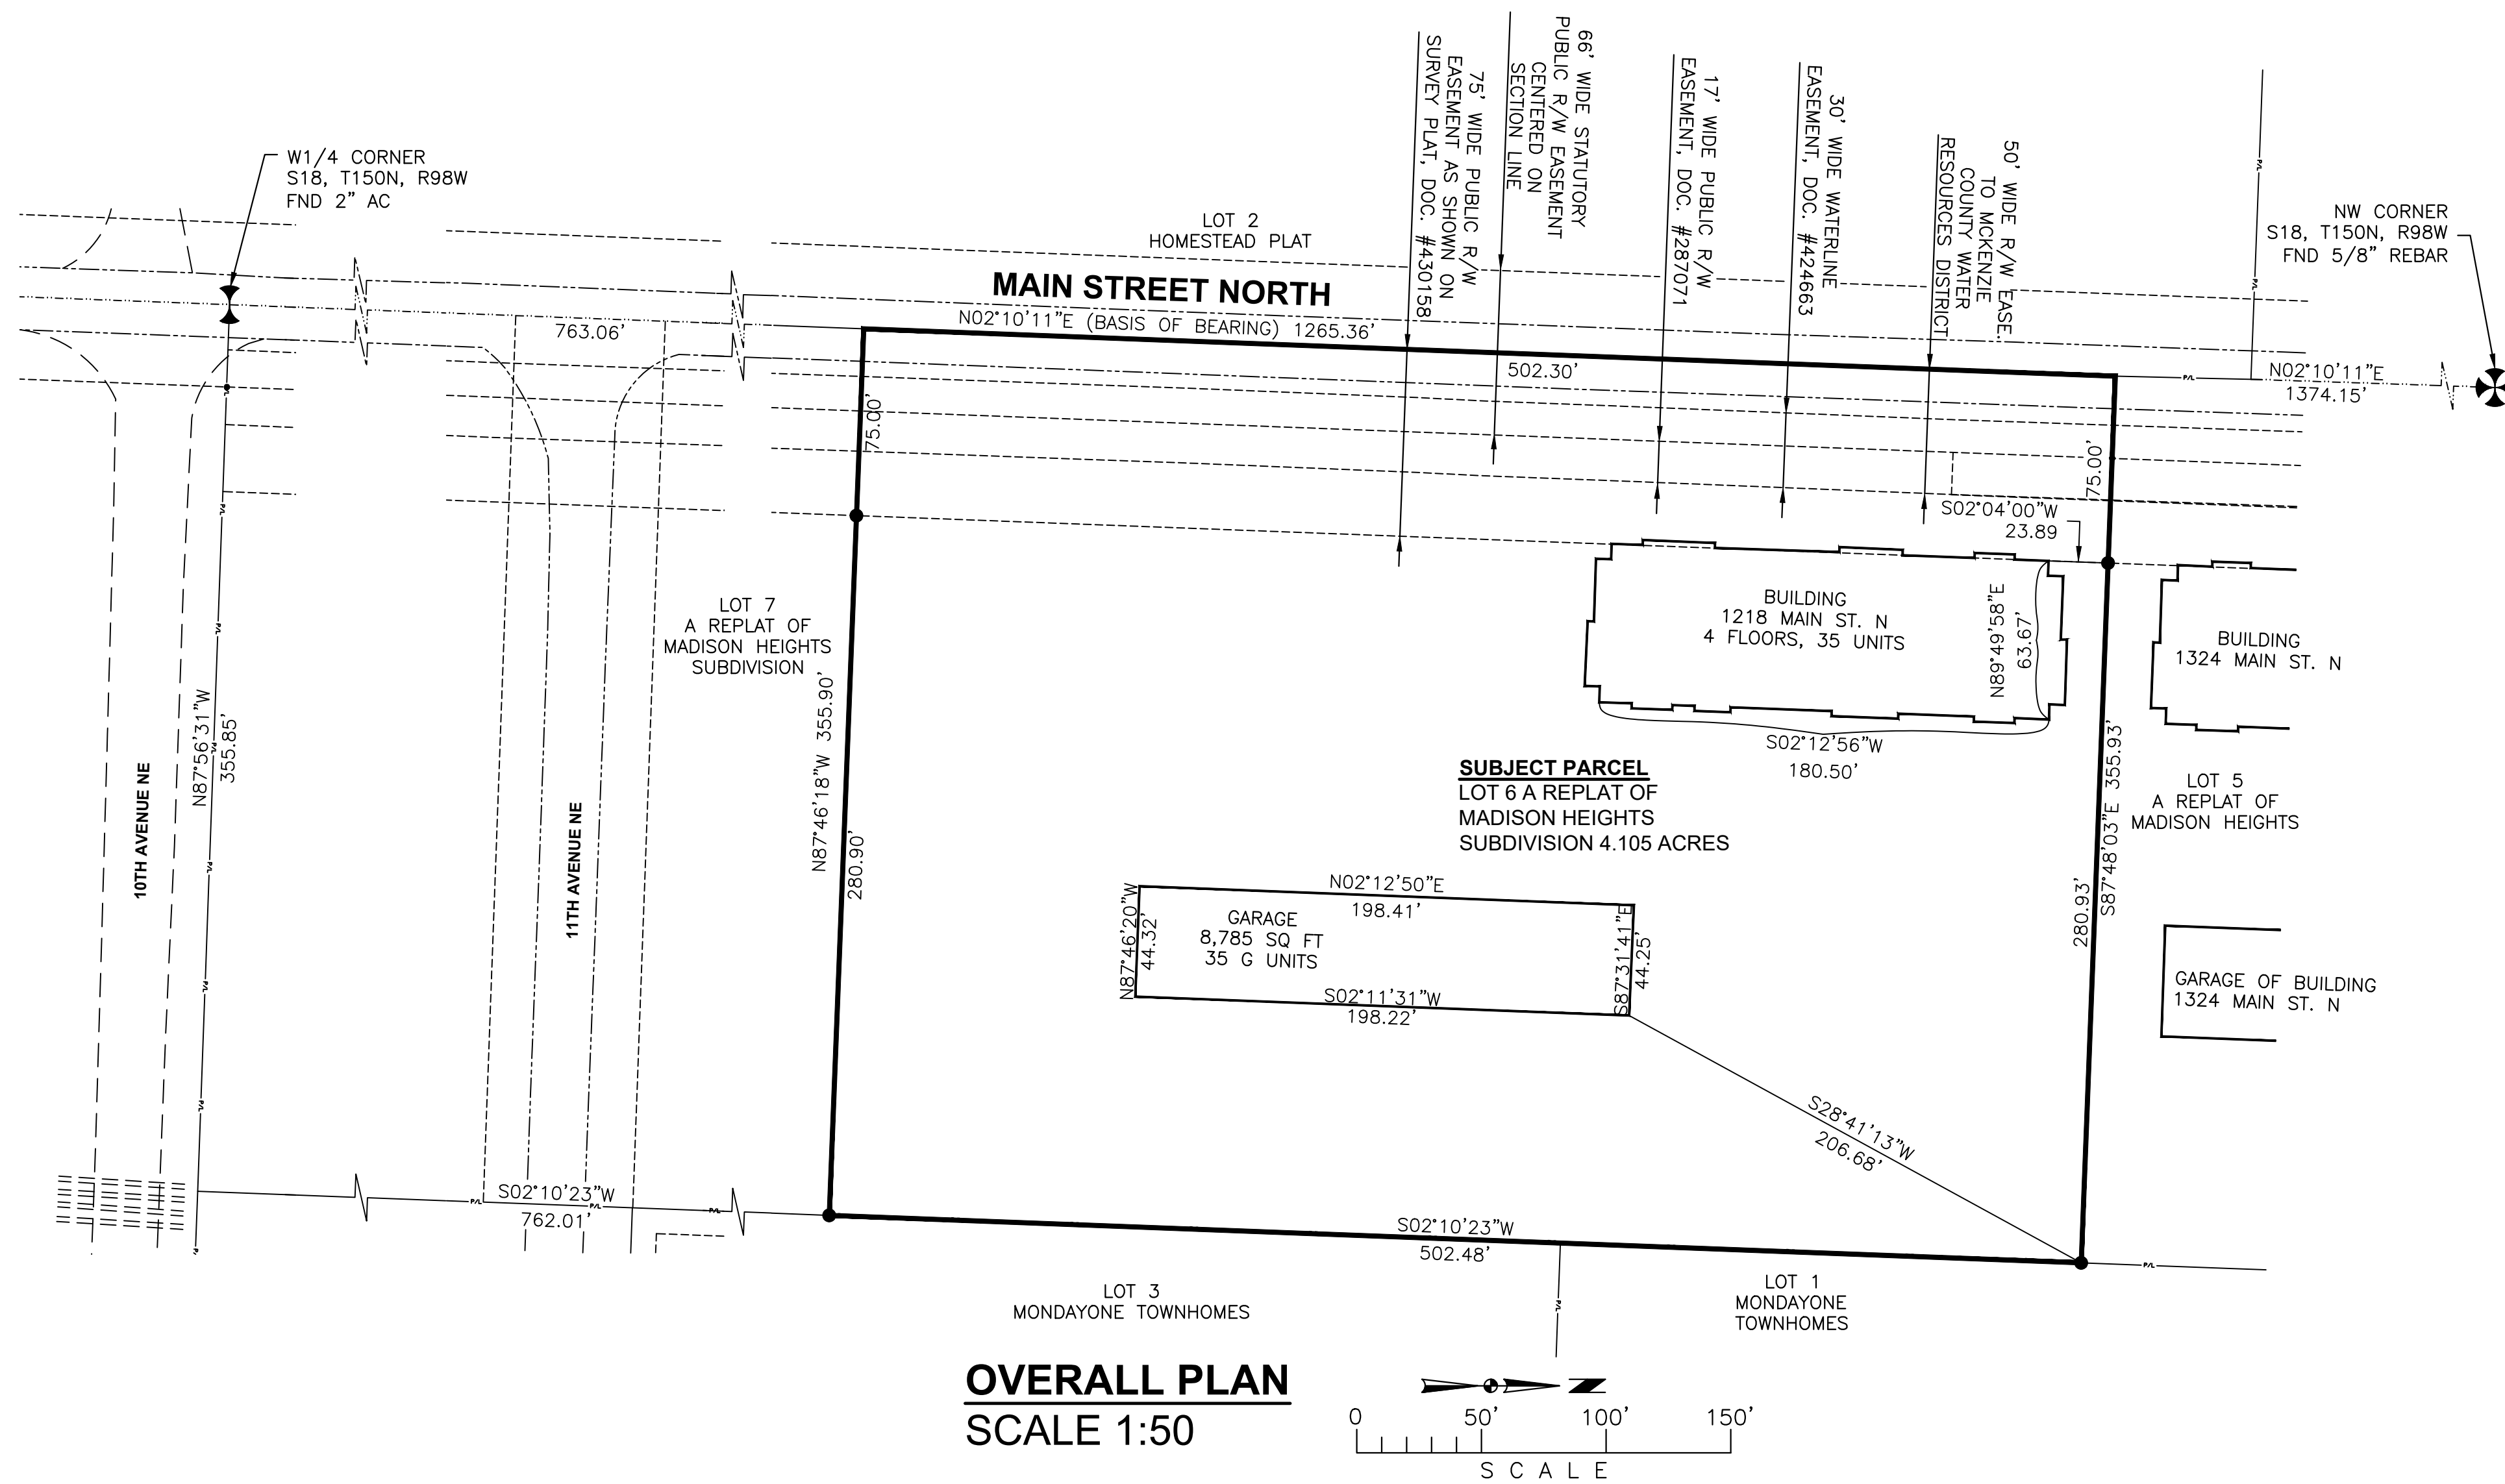 W1/4 CORNER
S18, T150N, R98W
FND 2” AC
LOT 2
HOMESTEAD PLAT
75' WIDE PUBLIC R/W
EASEMENT AS SHOWN ON
SURVEY PLAT, DOC. #430158
66' WIDE STATUTORY
PUBLIC R/W EASEMENT
CENTERED ON
SECTION LINE
17' WIDE PUBLIC R/W
EASEMENT, DOC. #287071
30' WIDE WATERLINE
EASEMENT, DOC. #424663
50' WIDE R/W EASE.
TO MCKENZIE
COUNTY WATER
RESOURCES DISTRICT
NW CORNER
S18, T150N, R98W
FND 5/8” REBAR
MAIN STREET NORTH
N02°10'11”E (BASIS OF BEARING) 1265.36'
763.06'
502.30'
P/L
P/L
P/L
N02°10'11”E
1374.15'
75.00'
75.00'
S02°04'00”W
23.89
LOT 7
A REPLAT OF
MADISON HEIGHTS
SUBDIVISION
BUILDING
1218 MAIN ST. N
4 FLOORS, 35 UNITS
N89°49'58”E
63.67'
BUILDING
1324 MAIN ST. N
S02°12'56”W
180.50'
N87°56'31”W
355.85'
10TH AVENUE NE
11TH AVENUE NE
N87°46'18”W 355.90'
280.90'
SUBJECT PARCEL
LOT 6 A REPLAT OF
MADISON HEIGHTS
SUBDIVISION 4.105 ACRES
S87°48'03”E 355.93'
280.93'
LOT 5
A REPLAT OF
MADISON HEIGHTS
N02°12'50”E
198.41'
N87°46'20”W
44.32'
GARAGE
8,785 SQ FT
35 G UNITS
S87°31'41”E
44.25'
S02°11'31”W
198.22'
GARAGE OF BUILDING
1324 MAIN ST. N
S28°41'13”W
206.68'
P/L
P/L
P/L
P/L
P/L
P/L
P/L
P/L
P/L
S02°10'23”W
762.01'
P/L
P/L
P/L
S02°10'23”W
502.48'
P/L
P/L
LOT 3
MONDAYONE TOWNHOMES
LOT 1
MONDAYONE
TOWNHOMES
OVERALL PLAN
SCALE 1:50
N
0 50' 100' 150'
SCALE